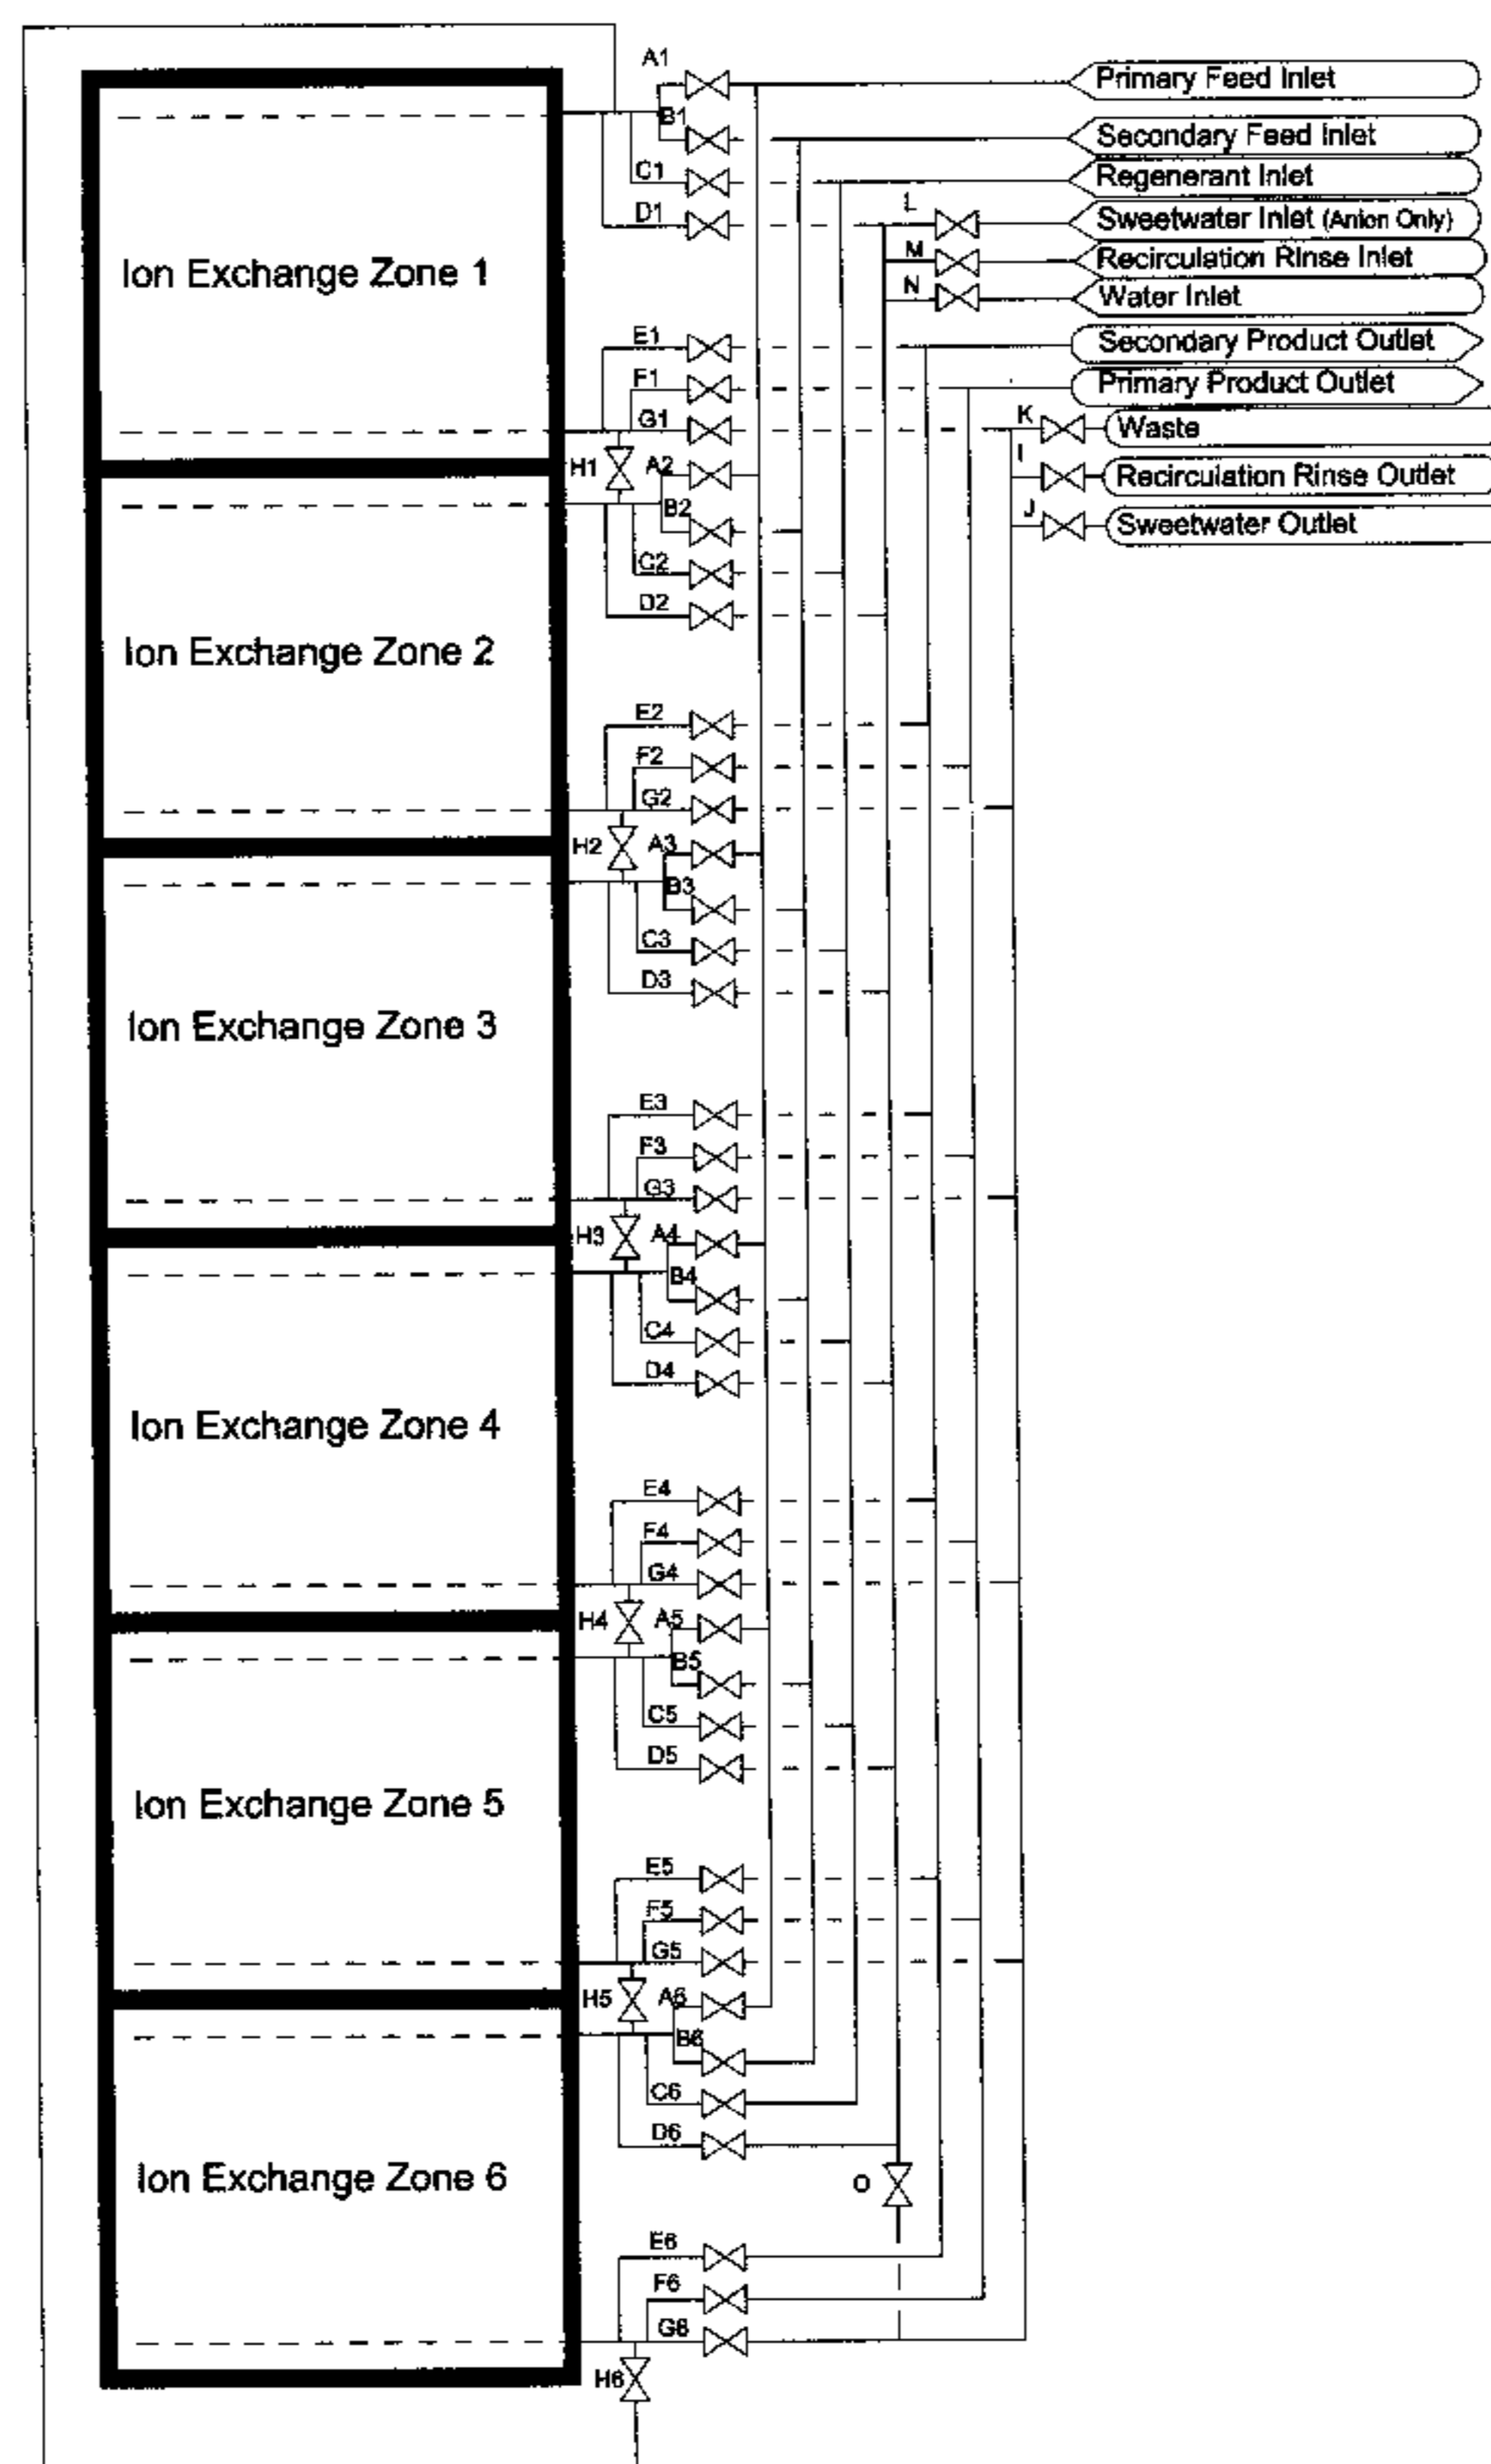 A1
Primary Feed Inlet
B1
Secondary Feed Inlet
C1
Regenerant Inlet
D1
L
Sweetwater Inlet (Anion Only)
M
Recirculation Rinse Inlet
Ion Exchange Zone 1
N
Water Inlet
E1
Secondary Product Outlet
F1
Primary Product Outlet
G1
K
Waste
H1
A2
I
Recirculation Rinse Outlet
B2
J
Sweetwater Outlet
C2
D2
Ion Exchange Zone 2
E2
F2
G2
H2
A3
B3
C3
D3
Ion Exchange Zone 3
E3
F3
G3
H3
A4
B4
C4
D4
Ion Exchange Zone 4
E4
F4
G4
H4
A5
B5
C5
D5
Ion Exchange Zone 5
E5
F5
G5
H5
A6
B6
C6
D6
Ion Exchange Zone 6
O
E6
F6
G6
H6